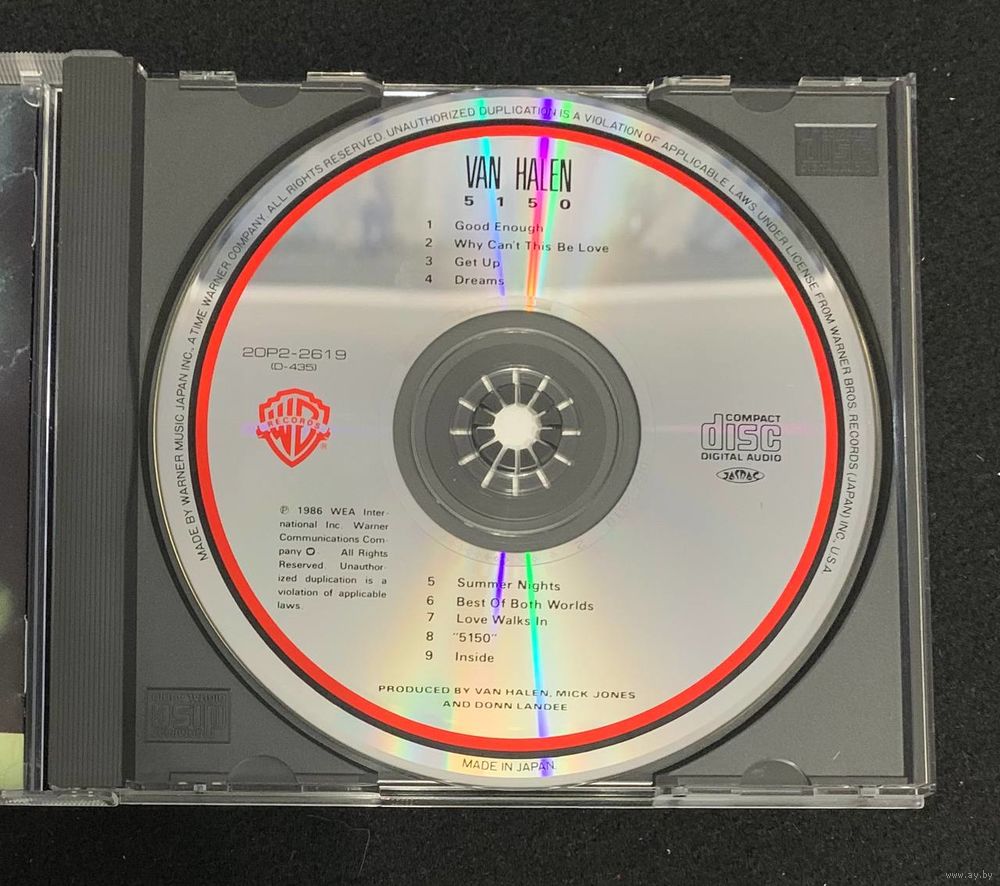 MADE BY WARNER MUSIC JAPAN INC. A TIME WARNER COMPANY. ALL RIGHTS RESERVED. UNAUTHORIZED DUPLICATION IS A VIOLATION OF APPLICABLE LAWS. UNDER LICENSE FROM WARNER BROS. RECORDS (JAPAN) INC. U.S.A
VAN HALEN
5150
1 Good Enough
2 Why Can't This Be Love
3 Get Up
4 Dreams
20P2-2619
(D-435)
WB
RECORDS
®
COMPACT
disc
DIGITAL AUDIO
JASRAC
℗ 1986 WEA Inter-
national Inc. Warner
Communications Com-
pany All Rights
Reserved. Unauthor-
ized duplication is a
violation of applicable
laws.
5 Summer Nights
6 Best Of Both Worlds
7 Love Walks In
8 "5150"
9 Inside
PRODUCED BY VAN HALEN, MICK JONES
AND DONN LANDEE
MADE IN JAPAN.
www.ay.by